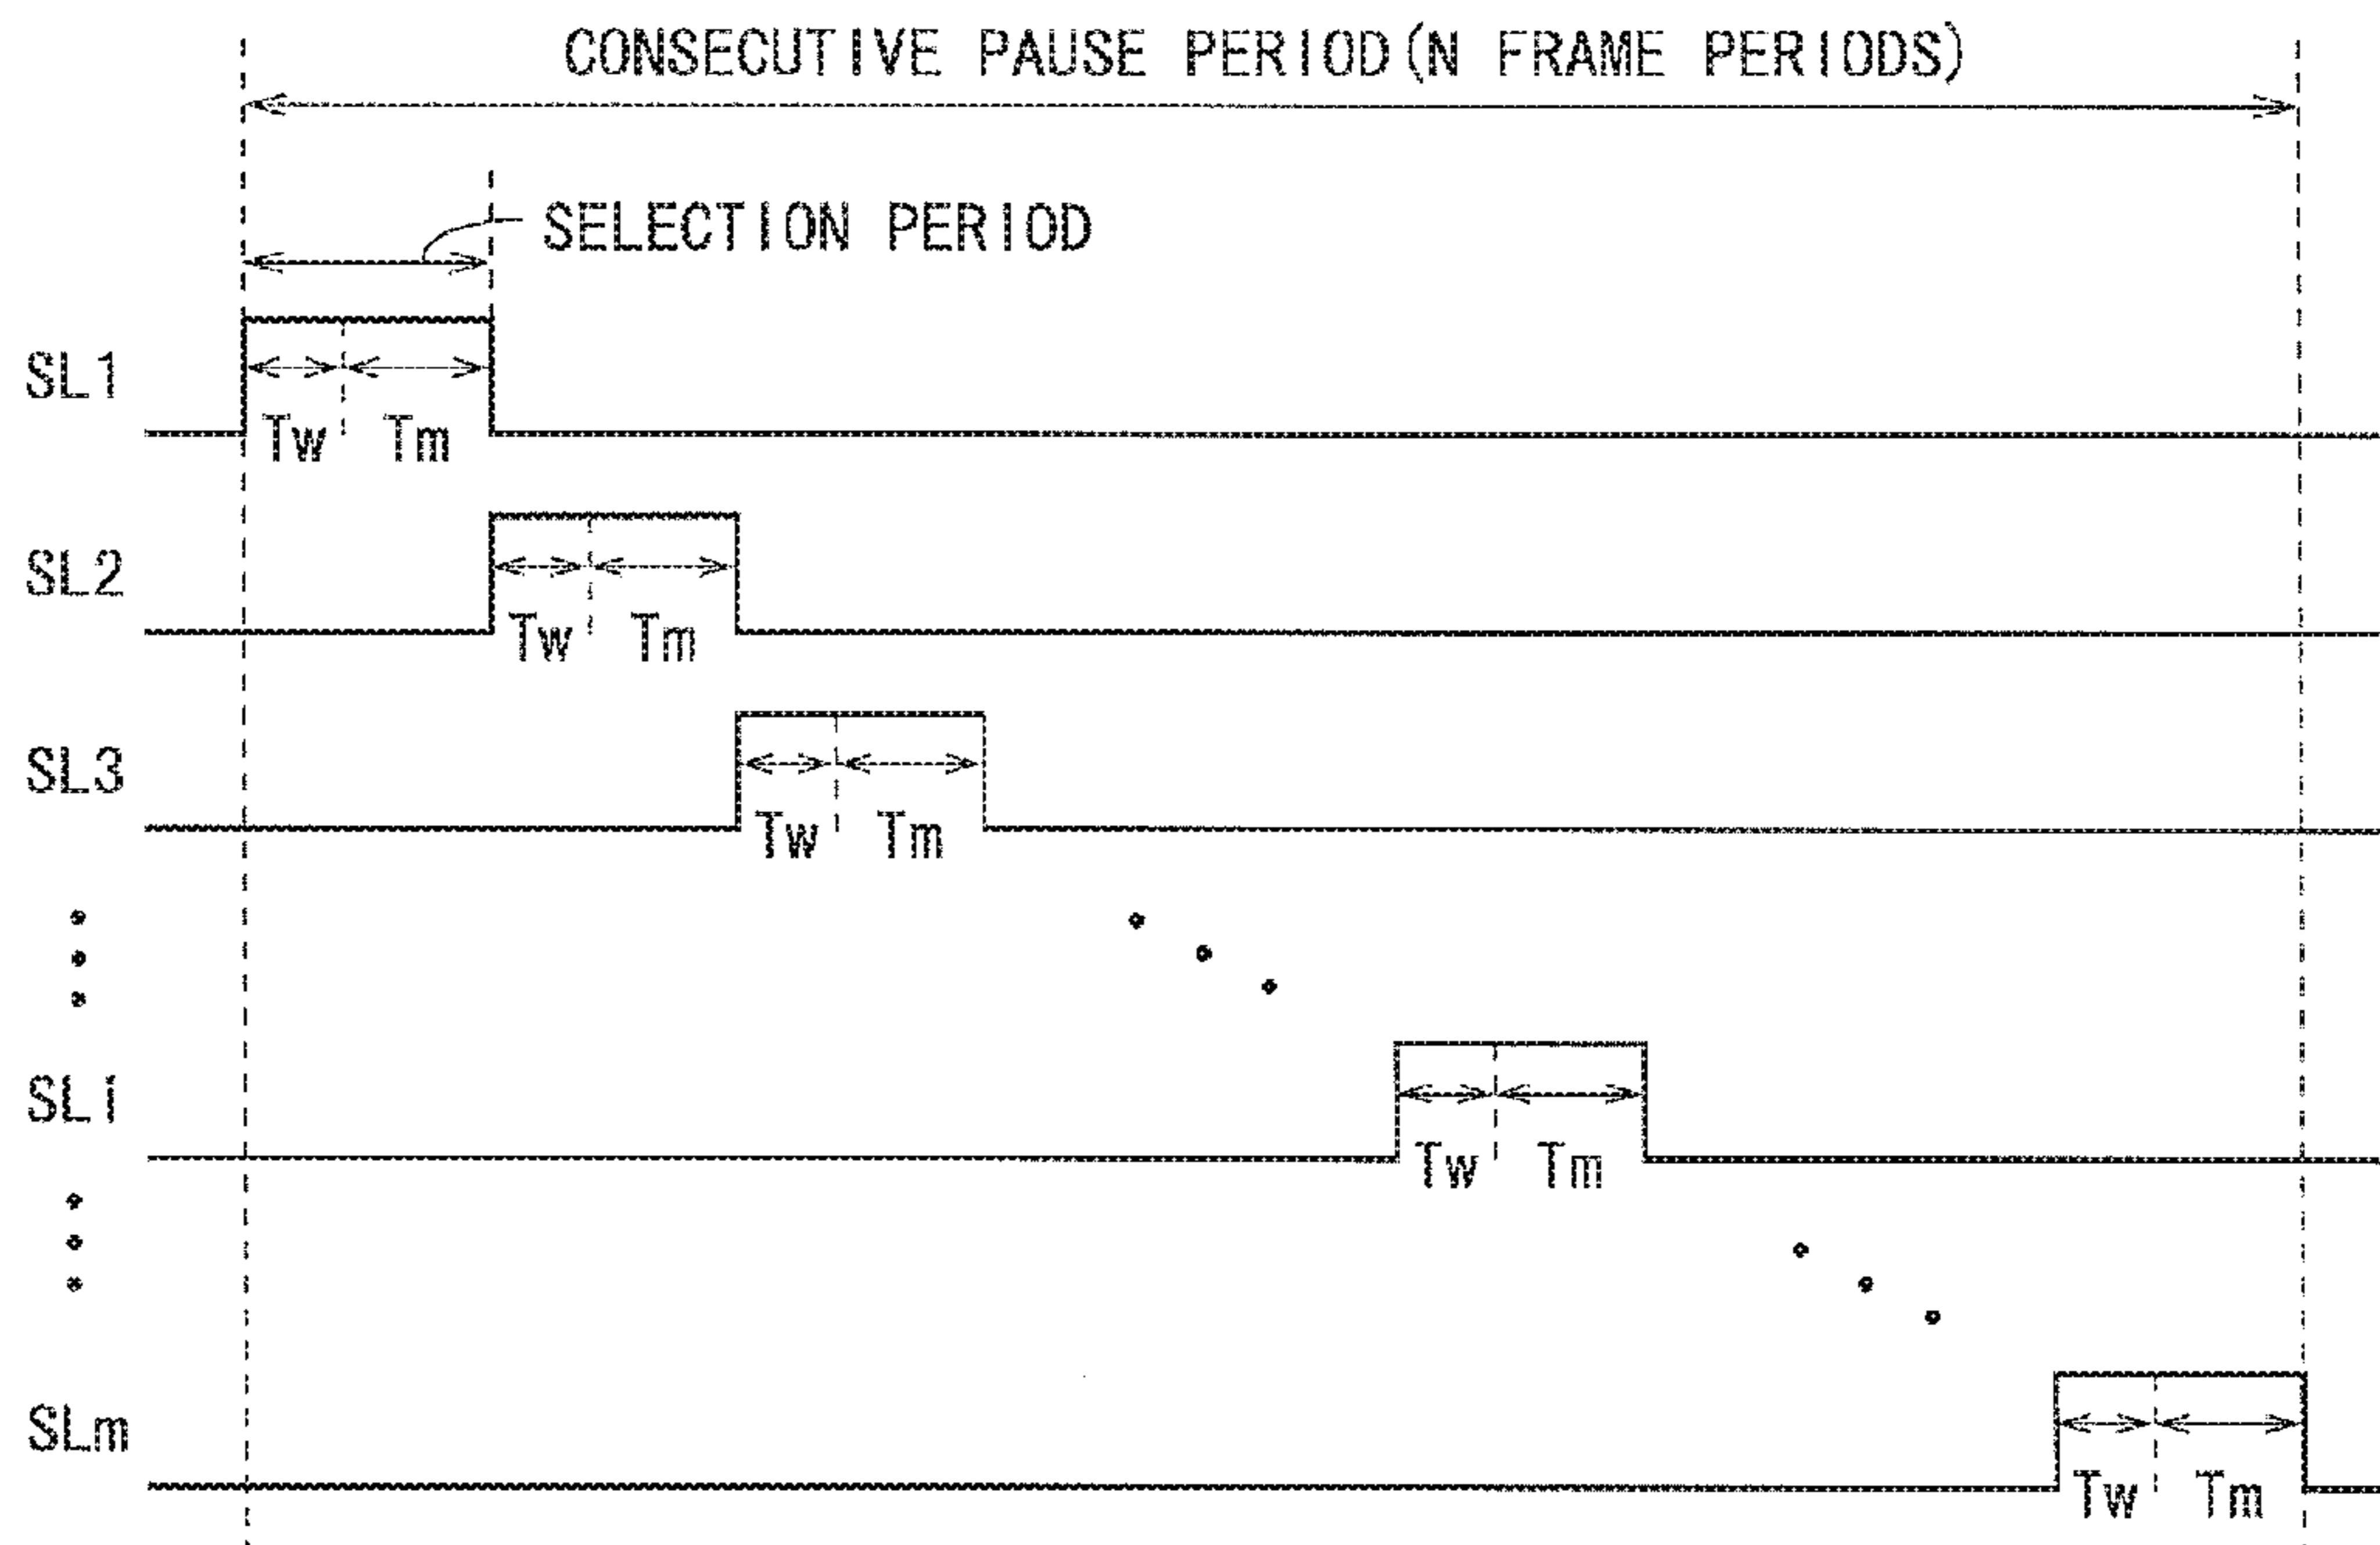 CONSECUTIVE PAUSE PERIOD(N FRAME PERIODS)
SELECTION PERIOD
SL1
Tw Tm
SL2
Tw Tm
SL3
Tw Tm
SLi
Tw Tm
SLm
Tw Tm